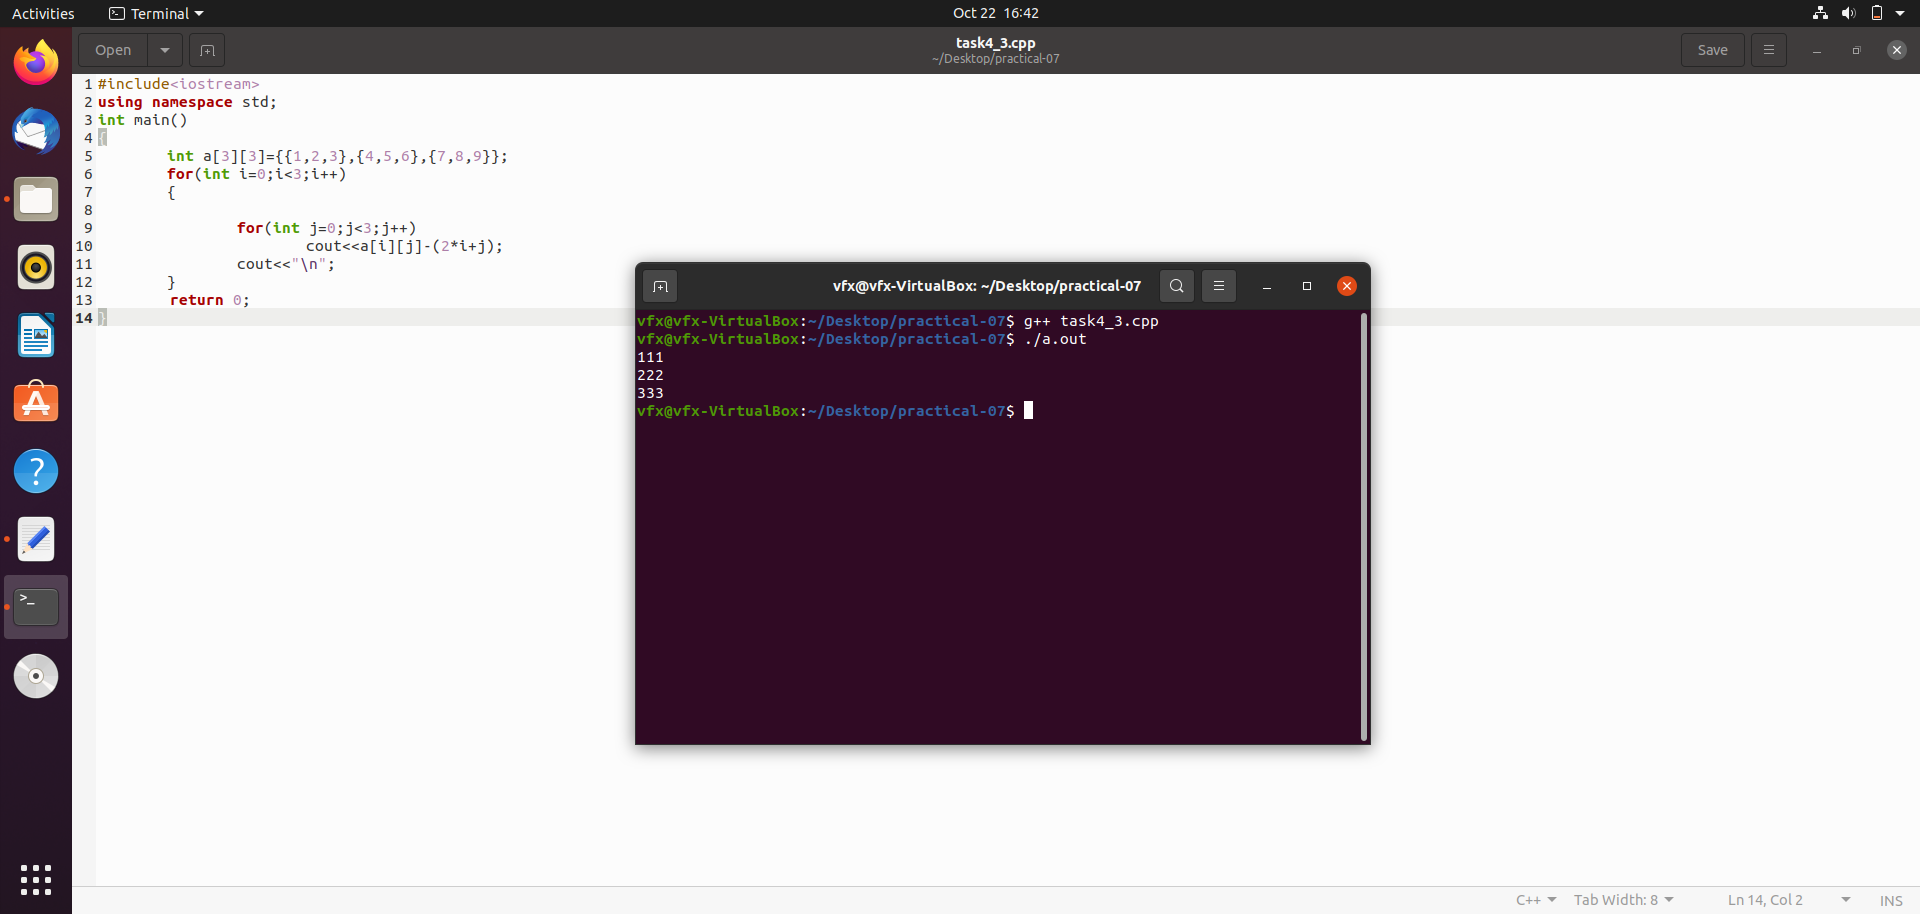 Activities Terminal Oct 22 16:42
Open task4_3.cpp Save
~/Desktop/practical-07
1 #include<iostream>
2 using namespace std;
3 int main()
4 {
5 int a[3][3]={{1,2,3},{4,5,6},{7,8,9}};
6 for(int i=0;i<3;i++)
7 {
8
9 for(int j=0;j<3;j++)
10 cout<<a[i][j]-(2*i+j);
11 cout<<"\n";
12 }
13 return 0;
14 }
vfx@vfx-VirtualBox: ~/Desktop/practical-07
vfx@vfx-VirtualBox:~/Desktop/practical-07$ g++ task4_3.cpp
vfx@vfx-VirtualBox:~/Desktop/practical-07$ ./a.out
111
222
333
vfx@vfx-VirtualBox:~/Desktop/practical-07$
C++ Tab Width: 8 Ln 14, Col 2 INS